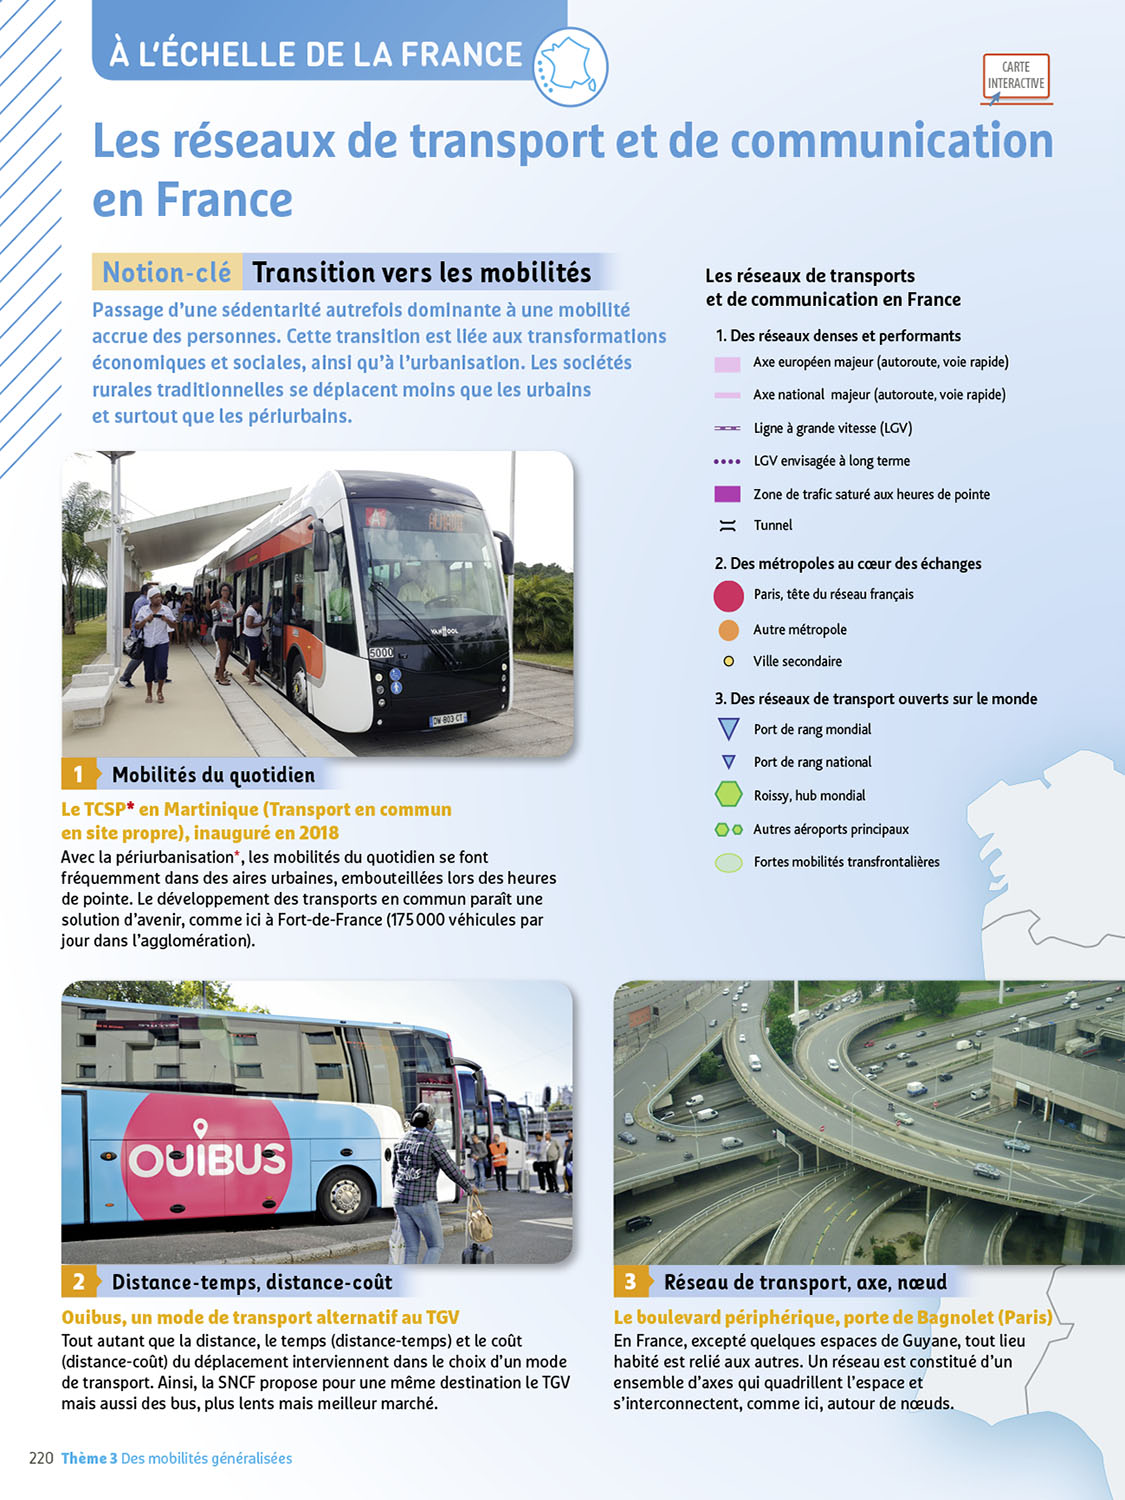 À L'ÉCHELLE DE LA FRANCE
CARTE
INTERACTIVE
Les réseaux de transport et de communication
en France
Notion-clé Transition vers les mobilités
Passage d'une sédentarité autrefois dominante à une mobilité
accrue des personnes. Cette transition est liée aux transformations
économiques et sociales, ainsi qu'à l'urbanisation. Les sociétés
rurales traditionnelles se déplacent moins que les urbains
et surtout que les périurbains.
Les réseaux de transports
et de communication en France
1. Des réseaux denses et performants
Axe européen majeur (autoroute, voie rapide)
Axe national majeur (autoroute, voie rapide)
Ligne à grande vitesse (LGV)
LGV envisagée à long terme
Zone de trafic saturé aux heures de pointe
Tunnel
2. Des métropoles au cœur des échanges
Paris, tête du réseau français
Autre métropole
Ville secondaire
3. Des réseaux de transport ouverts sur le monde
Port de rang mondial
Port de rang national
Roissy, hub mondial
Autres aéroports principaux
Fortes mobilités transfrontalières
A
VANHOOL
5000
DW 803 CT
1 Mobilités du quotidien
Le TCSP* en Martinique (Transport en commun
en site propre), inauguré en 2018
Avec la périurbanisation*, les mobilités du quotidien se font
fréquemment dans des aires urbaines, embouteillées lors des heures
de pointe. Le développement des transports en commun paraît une
solution d'avenir, comme ici à Fort-de-France (175 000 véhicules par
jour dans l'agglomération).
OUIBUS
2 Distance-temps, distance-coût
Ouibus, un mode de transport alternatif au TGV
Tout autant que la distance, le temps (distance-temps) et le coût
(distance-coût) du déplacement interviennent dans le choix d'un mode
de transport. Ainsi, la SNCF propose pour une même destination le TGV
mais aussi des bus, plus lents mais meilleur marché.
3 Réseau de transport, axe, nœud
Le boulevard périphérique, porte de Bagnolet (Paris)
En France, excepté quelques espaces de Guyane, tout lieu
habité est relié aux autres. Un réseau est constitué d'un
ensemble d'axes qui quadrillent l'espace et
s'interconnectent, comme ici, autour de nœuds.
220 Thème 3 Des mobilités généralisées